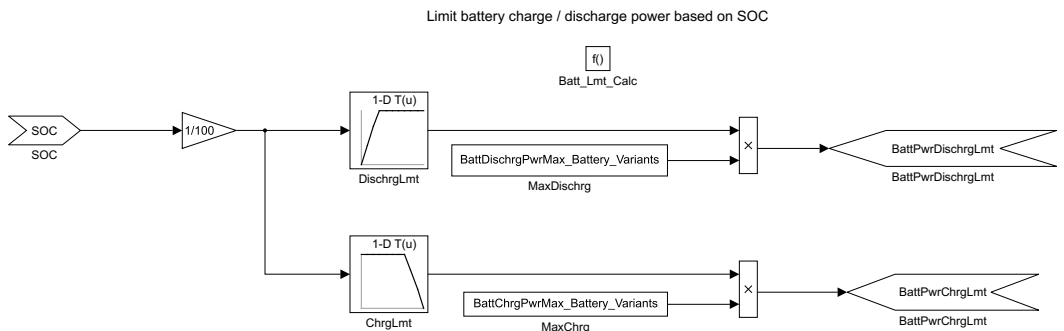 Limit battery charge / discharge power based on SOC
f()
Batt_Lmt_Calc
SOC
SOC
1/100
1-D T(u)
DischrgLmt
BattDischrgPwrMax_Battery_Variants
MaxDischrg
×
BattPwrDischrgLmt
BattPwrDischrgLmt
1-D T(u)
ChrgLmt
BattChrgPwrMax_Battery_Variants
MaxChrg
×
BattPwrChrgLmt
BattPwrChrgLmt